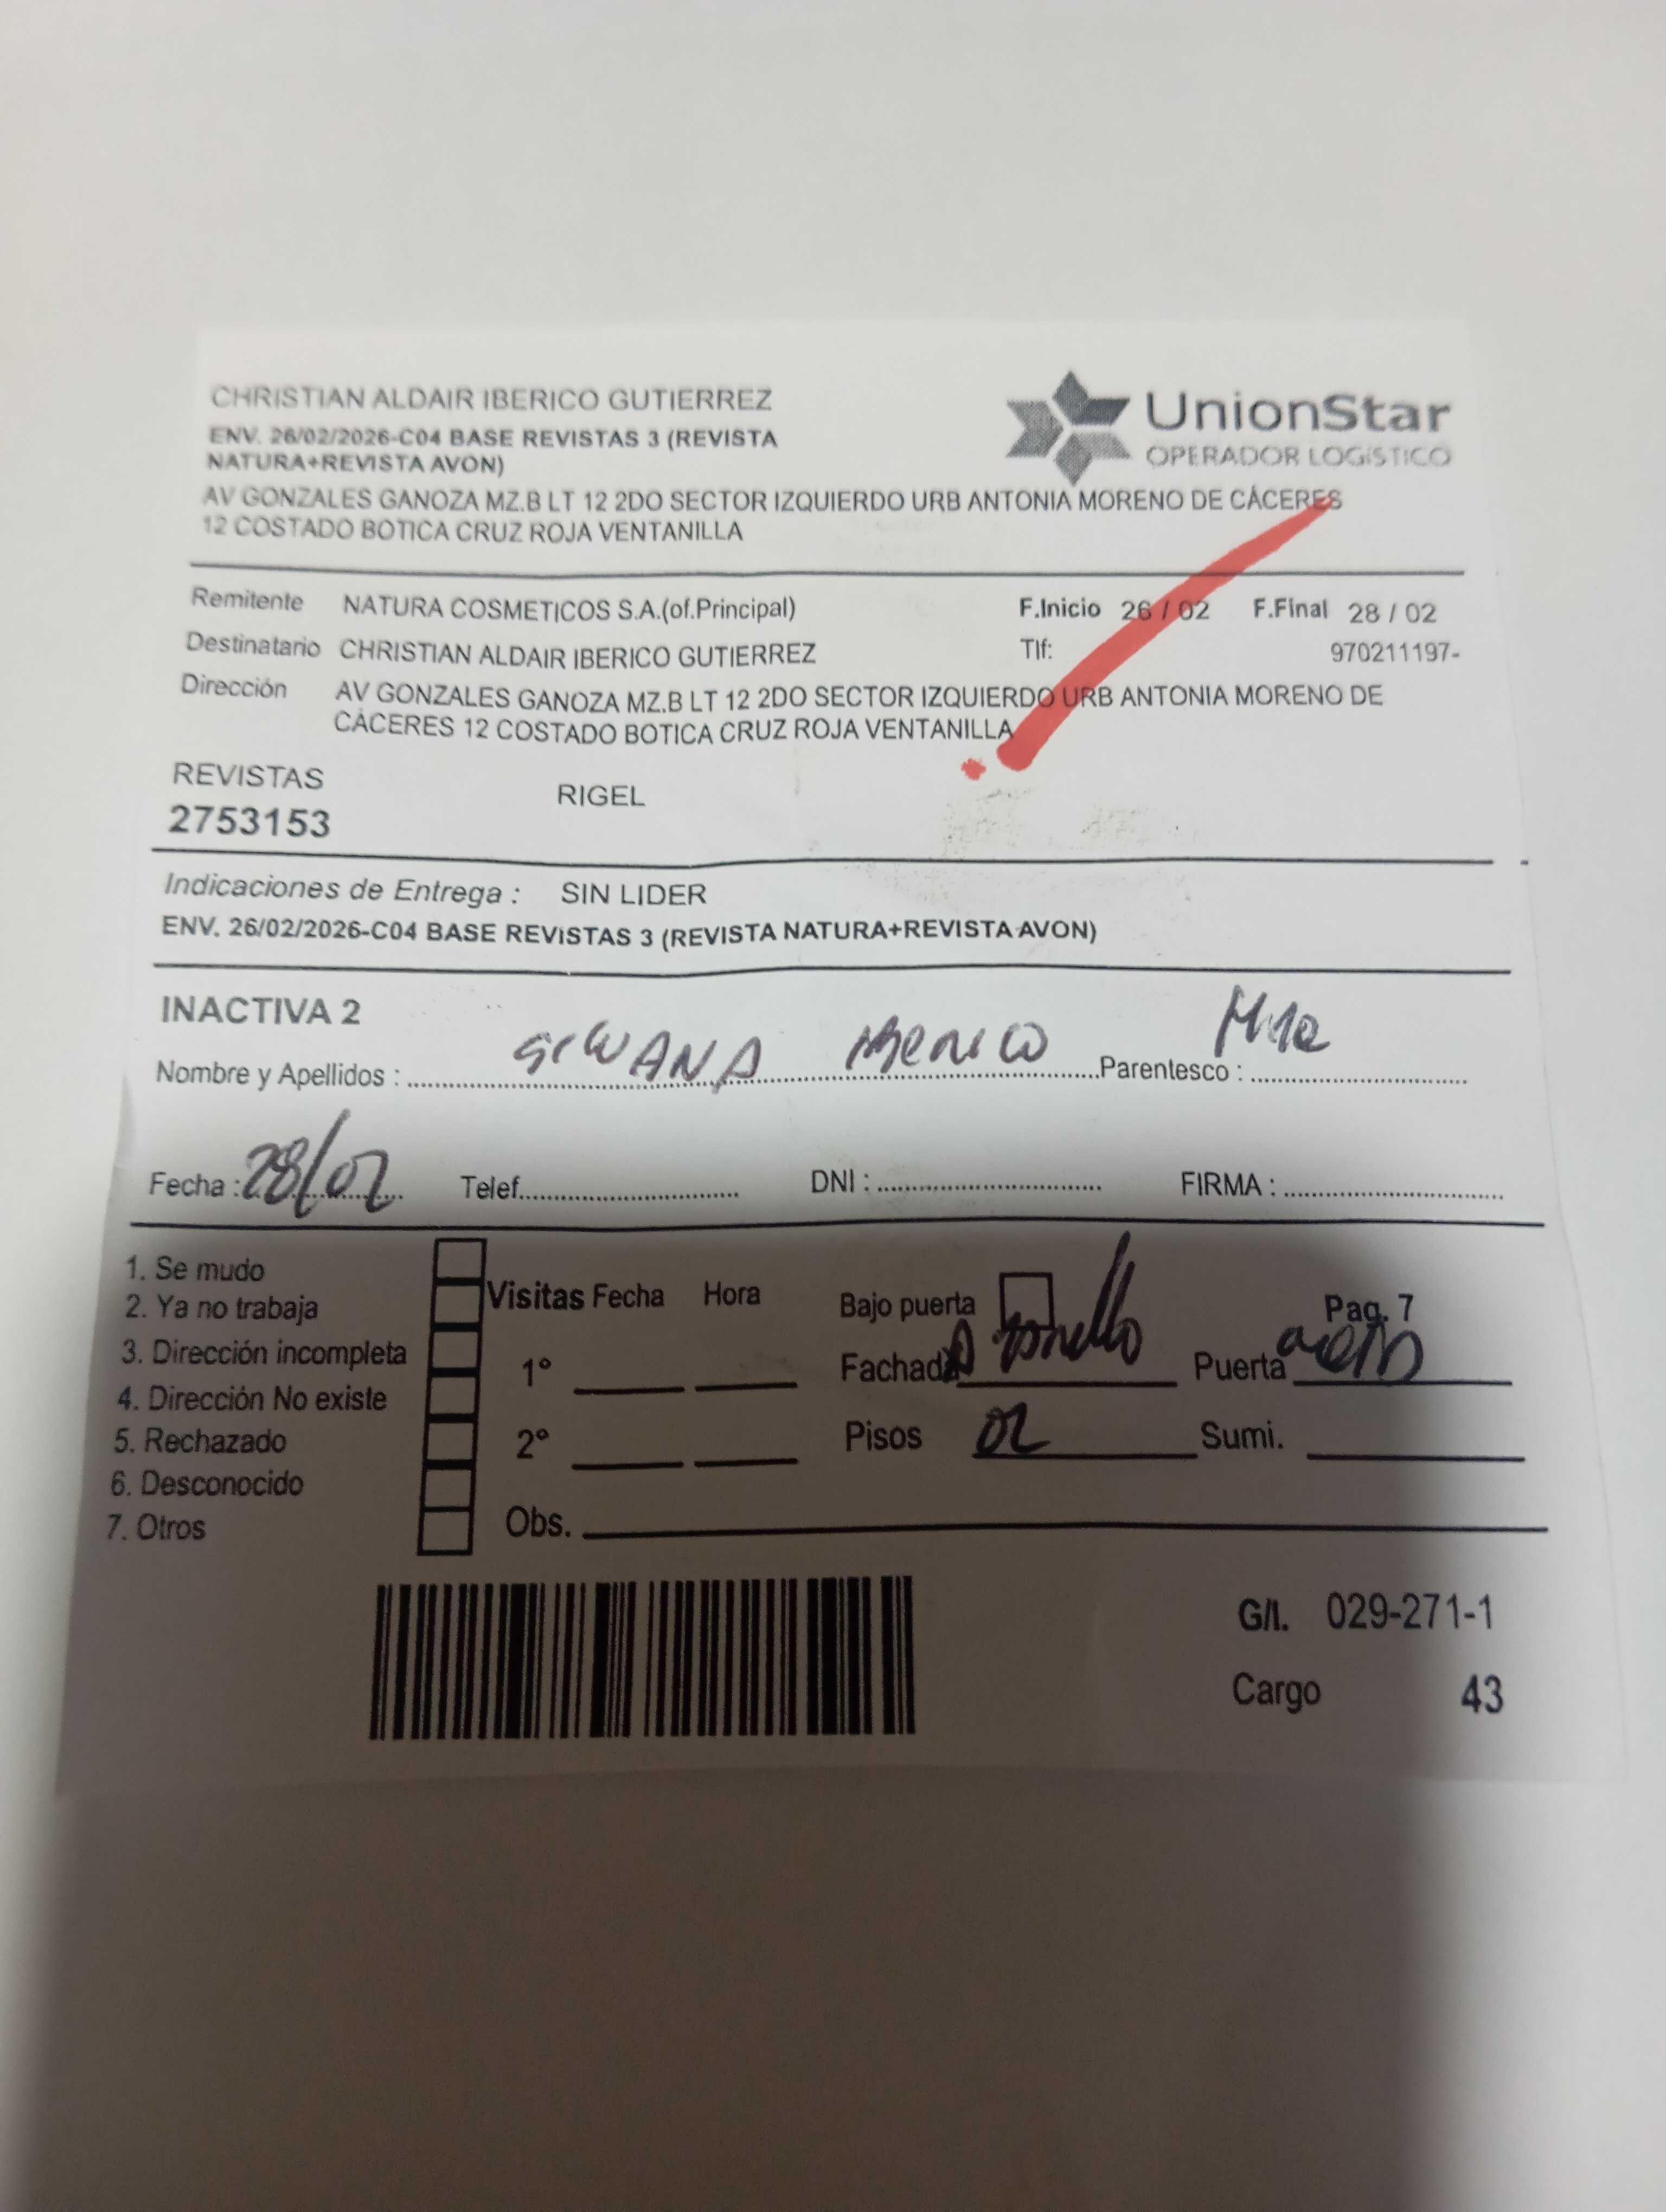 CHRISTIAN ALDAIR IBERICO GUTIERREZ
ENV. 26/02/2026-C04 BASE REVISTAS 3 (REVISTA
NATURA+REVISTA AVON)
UnionStar
OPERADOR LOGÍSTICO
AV GONZALES GANOZA MZ.B LT 12 2DO SECTOR IZQUIERDO URB ANTONIA MORENO DE CÁCERES
12 COSTADO BOTICA CRUZ ROJA VENTANILLA
Remitente NATURA COSMETICOS S.A.(of.Principal) F.Inicio 26 / 02 F.Final 28 / 02
Destinatario CHRISTIAN ALDAIR IBERICO GUTIERREZ Tlf: 970211197-
Dirección AV GONZALES GANOZA MZ.B LT 12 2DO SECTOR IZQUIERDO URB ANTONIA MORENO DE
CÁCERES 12 COSTADO BOTICA CRUZ ROJA VENTANILLA
REVISTAS RIGEL
2753153
Indicaciones de Entrega : SIN LIDER
ENV. 26/02/2026-C04 BASE REVISTAS 3 (REVISTA NATURA+REVISTA AVON)
INACTIVA 2
Nombre y Apellidos : Iberico Parentesco :
Fecha : 28/02 Telef. DNI : FIRMA :
1. Se mudo
2. Ya no trabaja
3. Dirección incompleta
4. Dirección No existe
5. Rechazado
6. Desconocido
7. Otros
Visitas Fecha Hora
1°
2°
Obs.
Bajo puerta Pag. 7
Fachada Puerta
Pisos 02 Sumi.
G/I. 029-271-1
Cargo 43